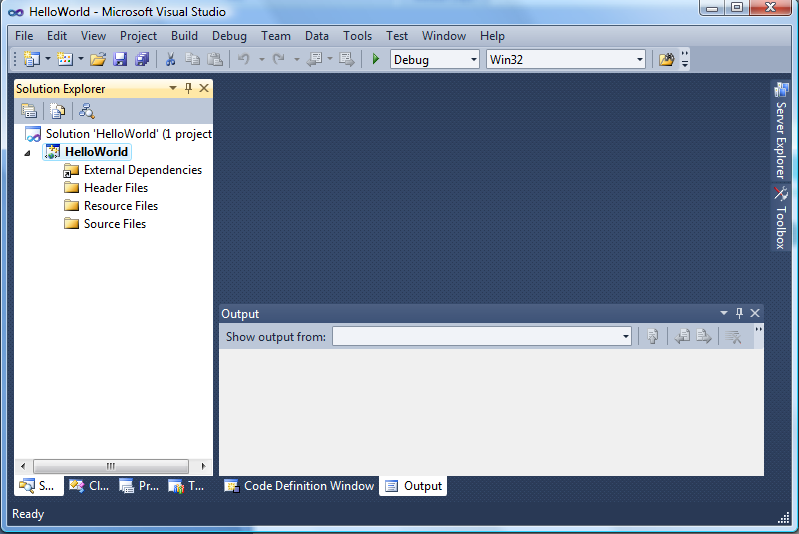 HelloWorld - Microsoft Visual Studio
File Edit View Project Build Debug Team Data Tools Test Window Help
Debug Win32
Solution Explorer
Solution 'HelloWorld' (1 project
HelloWorld
External Dependencies
Header Files
Resource Files
Source Files
Server Explorer
Toolbox
Output
Show output from:
S... Cl... Pr... T... Code Definition Window Output
Ready